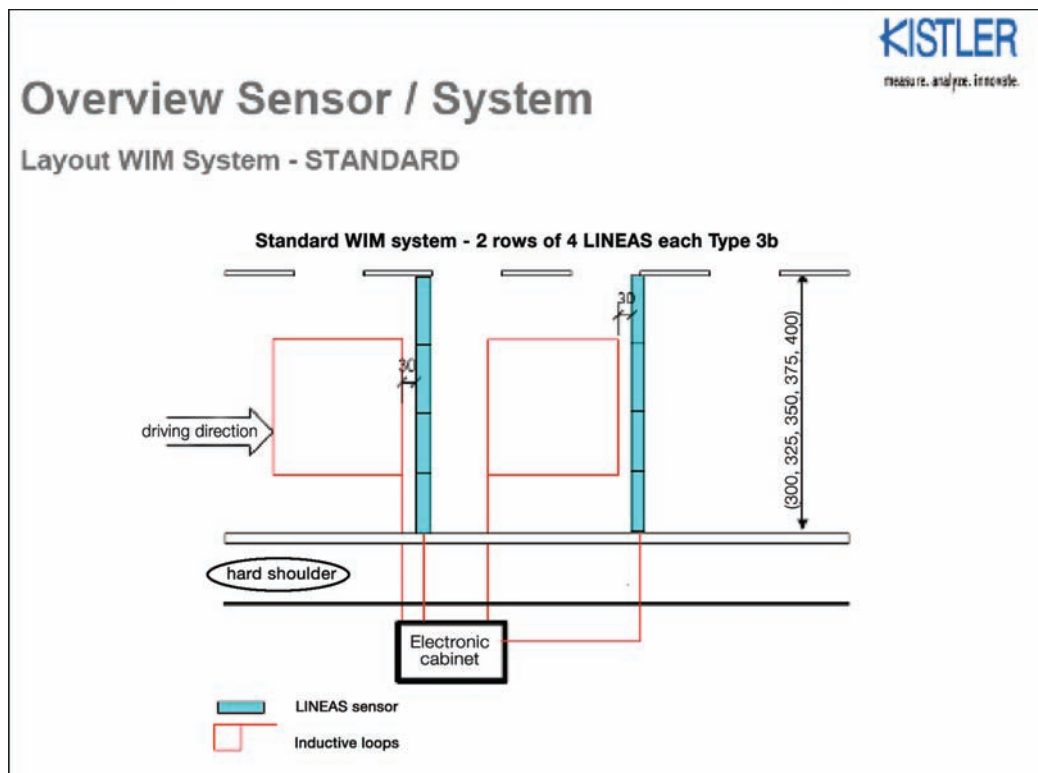 KISTLER
measure. analyze. innovate.
Overview Sensor / System
Layout WIM System - STANDARD
Standard WIM system - 2 rows of 4 LINEAS each Type 3b
30
30
(300, 325, 350, 375, 400)
driving direction
hard shoulder
Electronic
cabinet
LINEAS sensor
Inductive loops